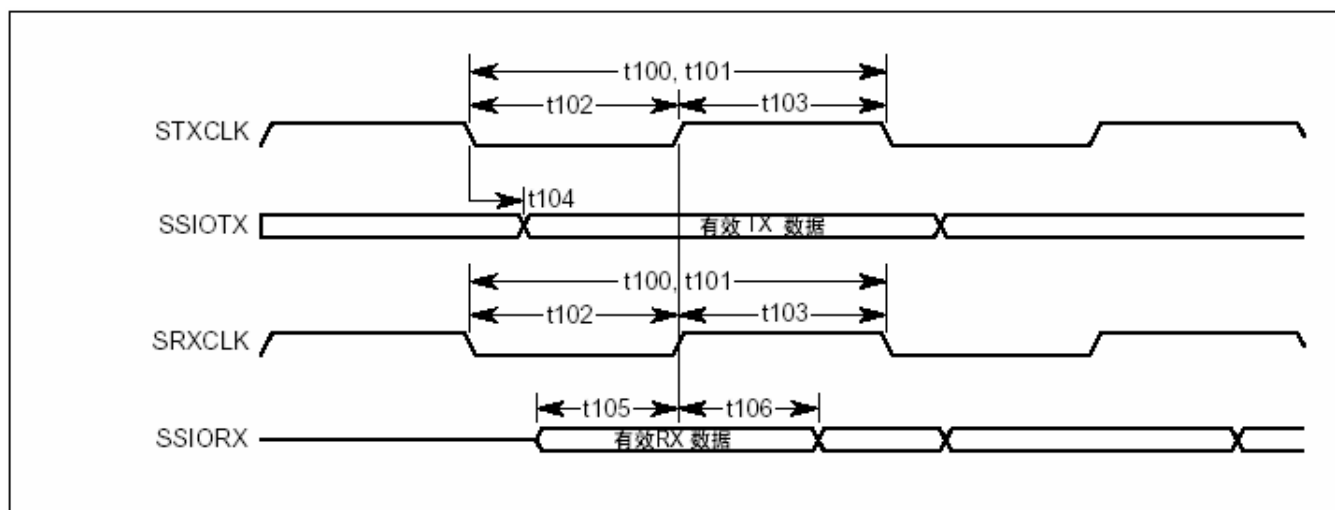 t100, t101
t102 t103
STXCLK
t104
SSIOTX 有效 TX 数据
t100, t101
t102 t103
SRXCLK
t105 t106
SSIORX 有效RX 数据